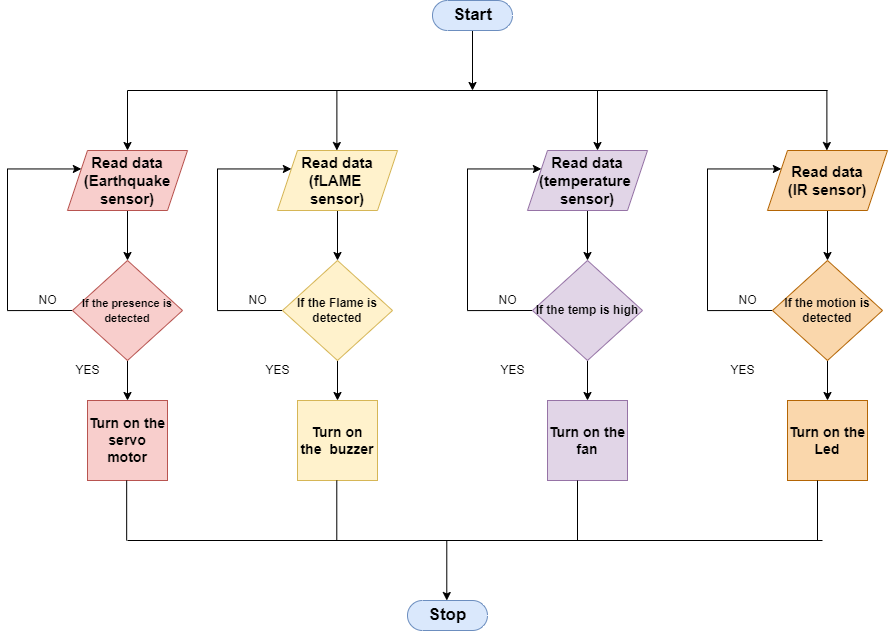 Start
Read data
(Earthquake
sensor)
Read data
(fLAME
sensor)
Read data
(temperature
sensor)
Read data
(IR sensor)
NO
If the presence is
detected
NO
If the Flame is
detected
NO
If the temp is high
NO
If the motion is
detected
YES
YES
YES
YES
Turn on the
servo
motor
Turn on
the buzzer
Turn on the
fan
Turn on the
Led
Stop